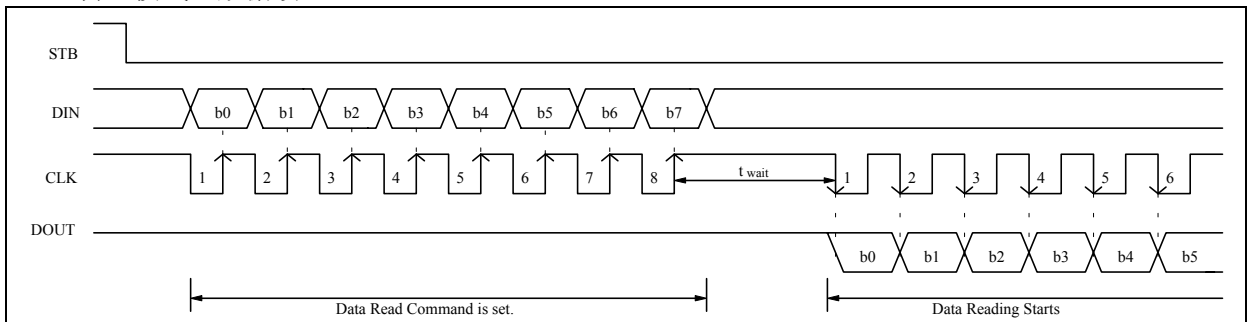 STB
DIN
b0 b1 b2 b3 b4 b5 b6 b7
CLK
1 2 3 4 5 6 7 8 t wait 1 2 3 4 5 6
DOUT
b0 b1 b2 b3 b4 b5
Data Read Command is set. Data Reading Starts